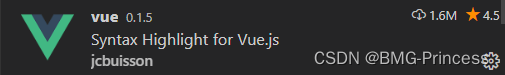 vue 0.1.5 1.6M 4.5
Syntax Highlight for Vue.js
jcbuisson
CSDN @BMG-Princess